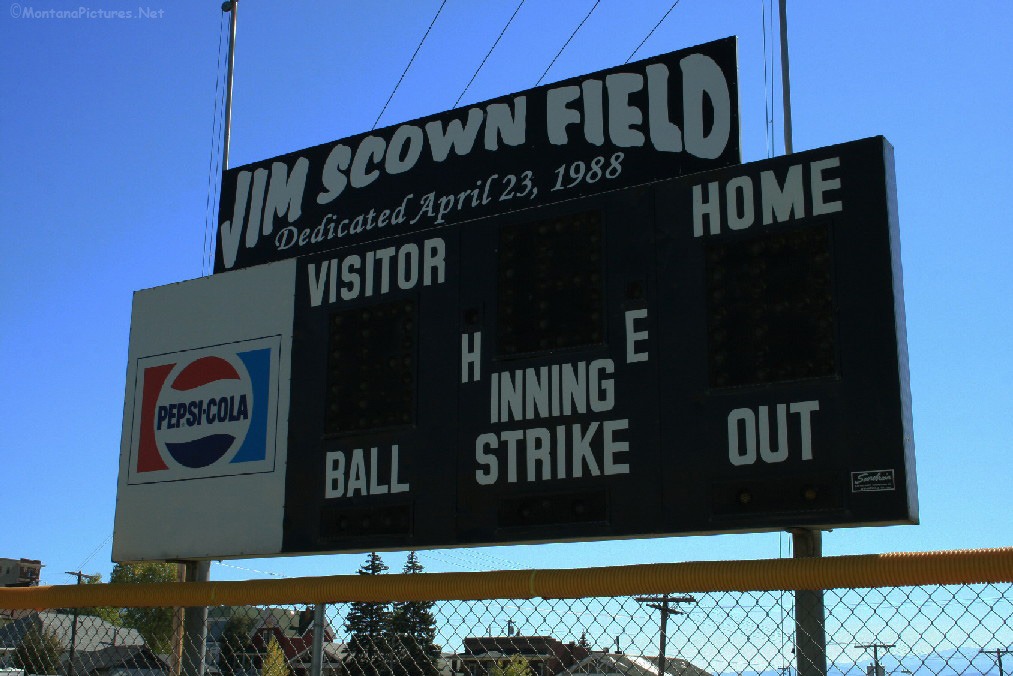 ©MontanaPictures.Net
JIM SCOWN FIELD
Dedicated April 23, 1988
VISITOR
HOME
H
E
INNING
PEPSI-COLA
BALL
STRIKE
OUT